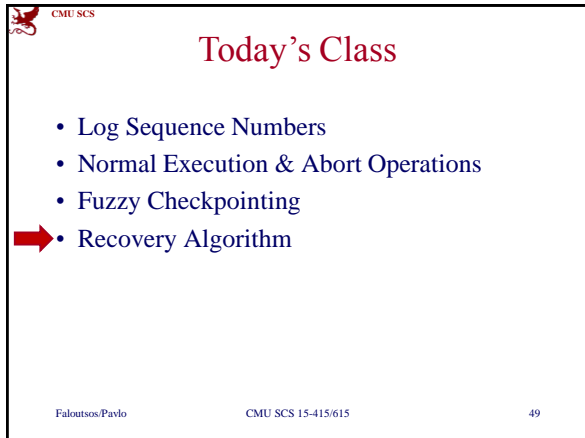 CMU SCS
Today's Class
• Log Sequence Numbers
• Normal Execution & Abort Operations
• Fuzzy Checkpointing
• Recovery Algorithm
Faloutsos/Pavlo CMU SCS 15-415/615 49